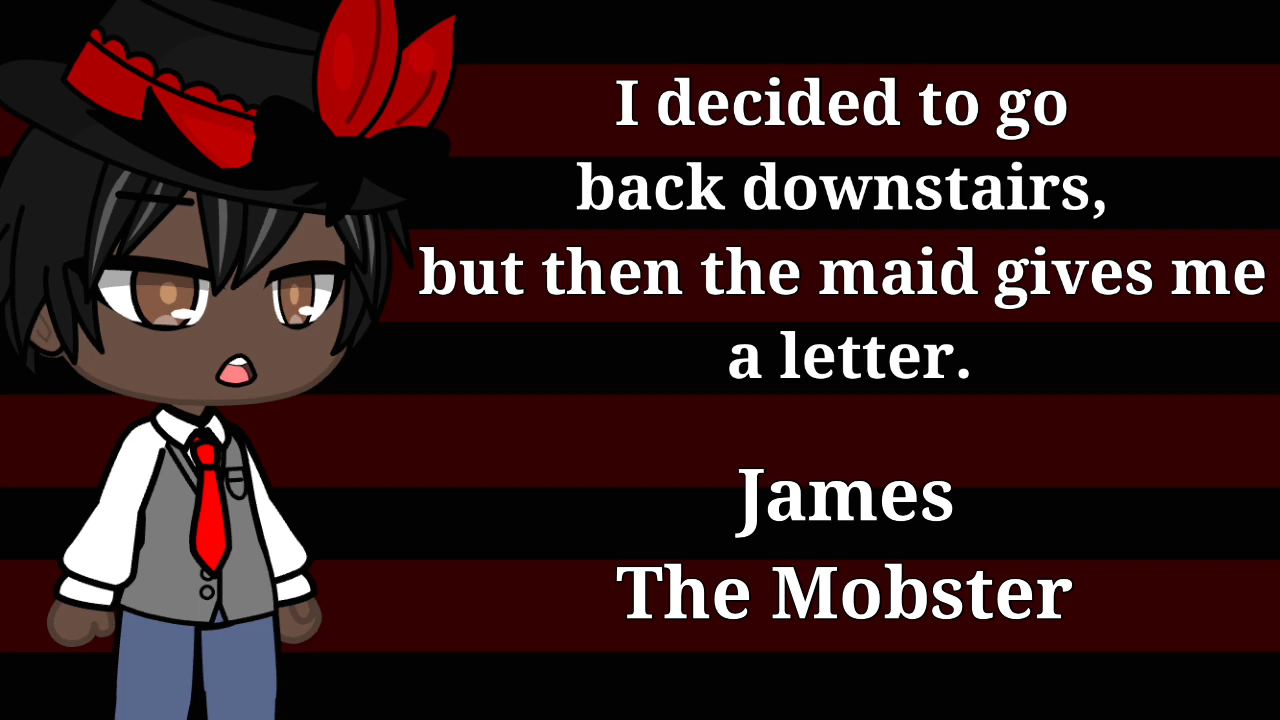 I decided to go
back downstairs,
but then the maid gives me
a letter.
James
The Mobster